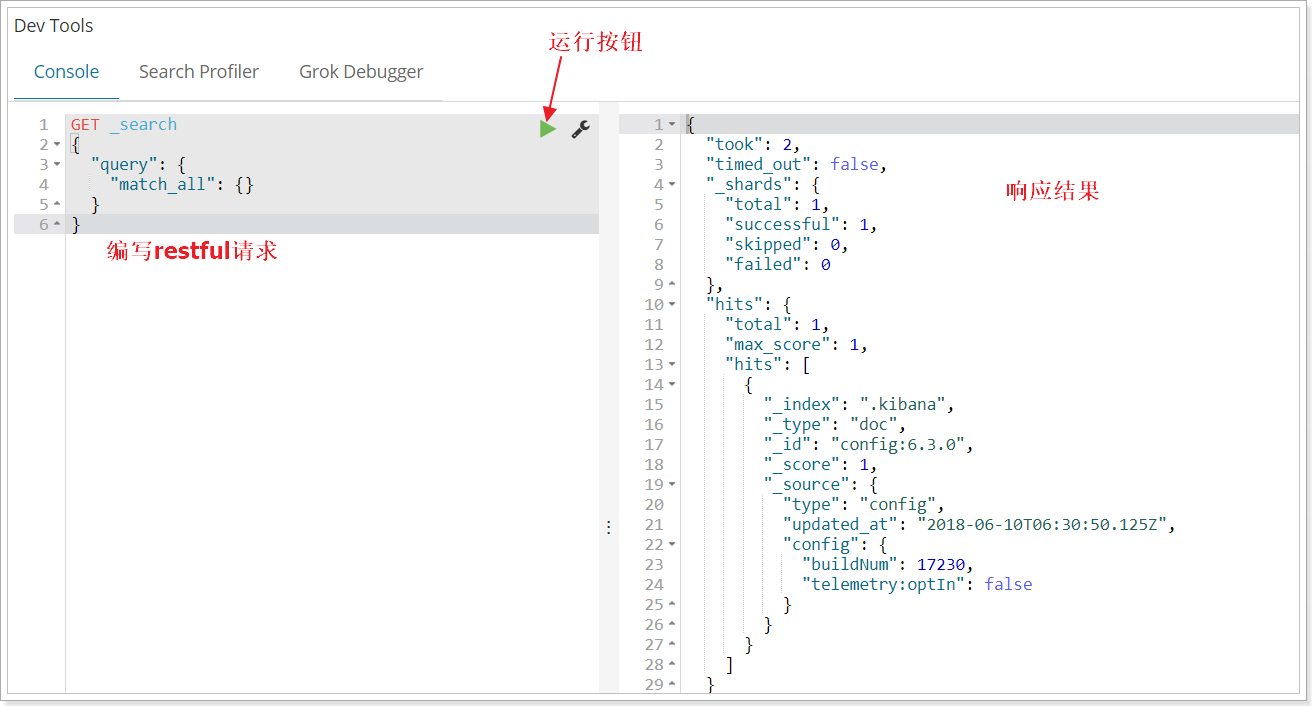 Dev Tools
运行按钮
Console Search Profiler Grok Debugger
1 GET _search
2 {
3 "query": {
4 "match_all": {}
5 }
6 }
编写restful请求
响应结果
1 {
2 "took": 2,
3 "timed_out": false,
4 "_shards": {
5 "total": 1,
6 "successful": 1,
7 "skipped": 0,
8 "failed": 0
9 },
10 "hits": {
11 "total": 1,
12 "max_score": 1,
13 "hits": [
14 {
15 "_index": ".kibana",
16 "_type": "doc",
17 "_id": "config:6.3.0",
18 "_score": 1,
19 "_source": {
20 "type": "config",
21 "updated_at": "2018-06-10T06:30:50.125Z",
22 "config": {
23 "buildNum": 17230,
24 "telemetry:optIn": false
25 }
26 }
27 }
28 ]
29 }